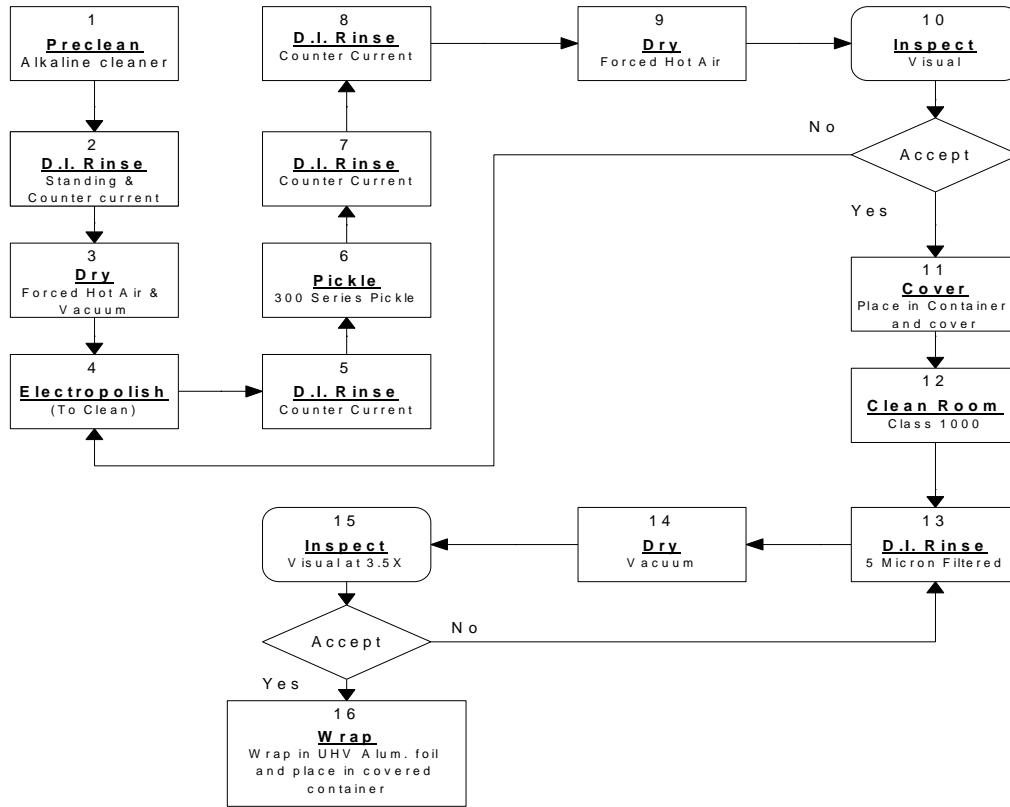 1
Preclean
Alkaline cleaner
2
D.I. Rinse
Standing &
Counter current
3
Dry
Forced Hot Air &
Vacuum
4
Electropolish
(To Clean)
5
D.I. Rinse
Counter Current
6
Pickle
300 Series Pickle
7
D.I. Rinse
Counter Current
8
D.I. Rinse
Counter Current
9
Dry
Forced Hot Air
10
Inspect
Visual
Accept
No
Yes
11
Cover
Place in Container
and cover
12
Clean Room
Class 1000
13
D.I. Rinse
5 Micron Filtered
14
Dry
Vacuum
15
Inspect
Visual at 3.5X
Accept
No
Yes
16
Wrap
Wrap in UHV Alum. foil
and place in covered
container